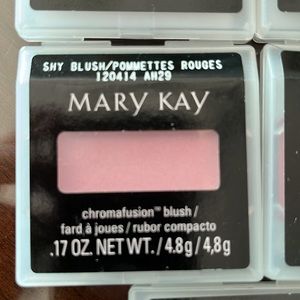 SHY BLUSH/POMMETTES ROUGES
120414 AH29
MARY KAY
chromafusion™ blush /
fard à joues / rubor compacto
.17 OZ. NET WT. / 4.8g / 4,8g